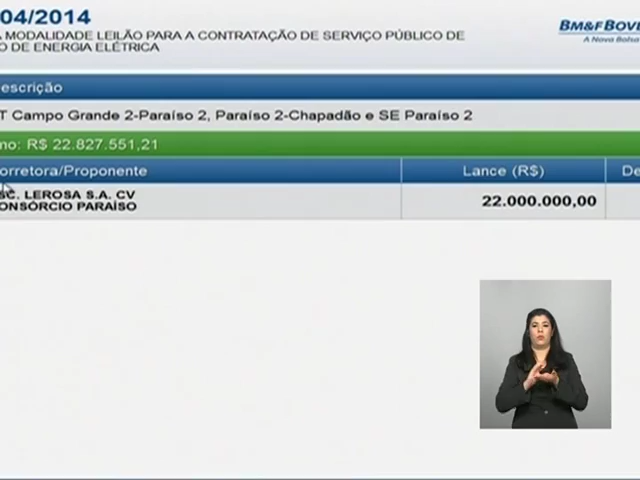 04/2014
MODALIDADE LEILÃO PARA A CONTRATAÇÃO DE SERVIÇO PÚBLICO DE
DE ENERGIA ELÉTRICA
BM&FBOVE
A Nova Bolsa
escrição
T Campo Grande 2-Paraíso 2, Paraíso 2-Chapadão e SE Paraíso 2
mo: R$ 22.827.551,21
orretora/Proponente
Lance (R$)
De
SC. LEROSA S.A. CV
ONSÓRCIO PARAÍSO
22.000.000,00